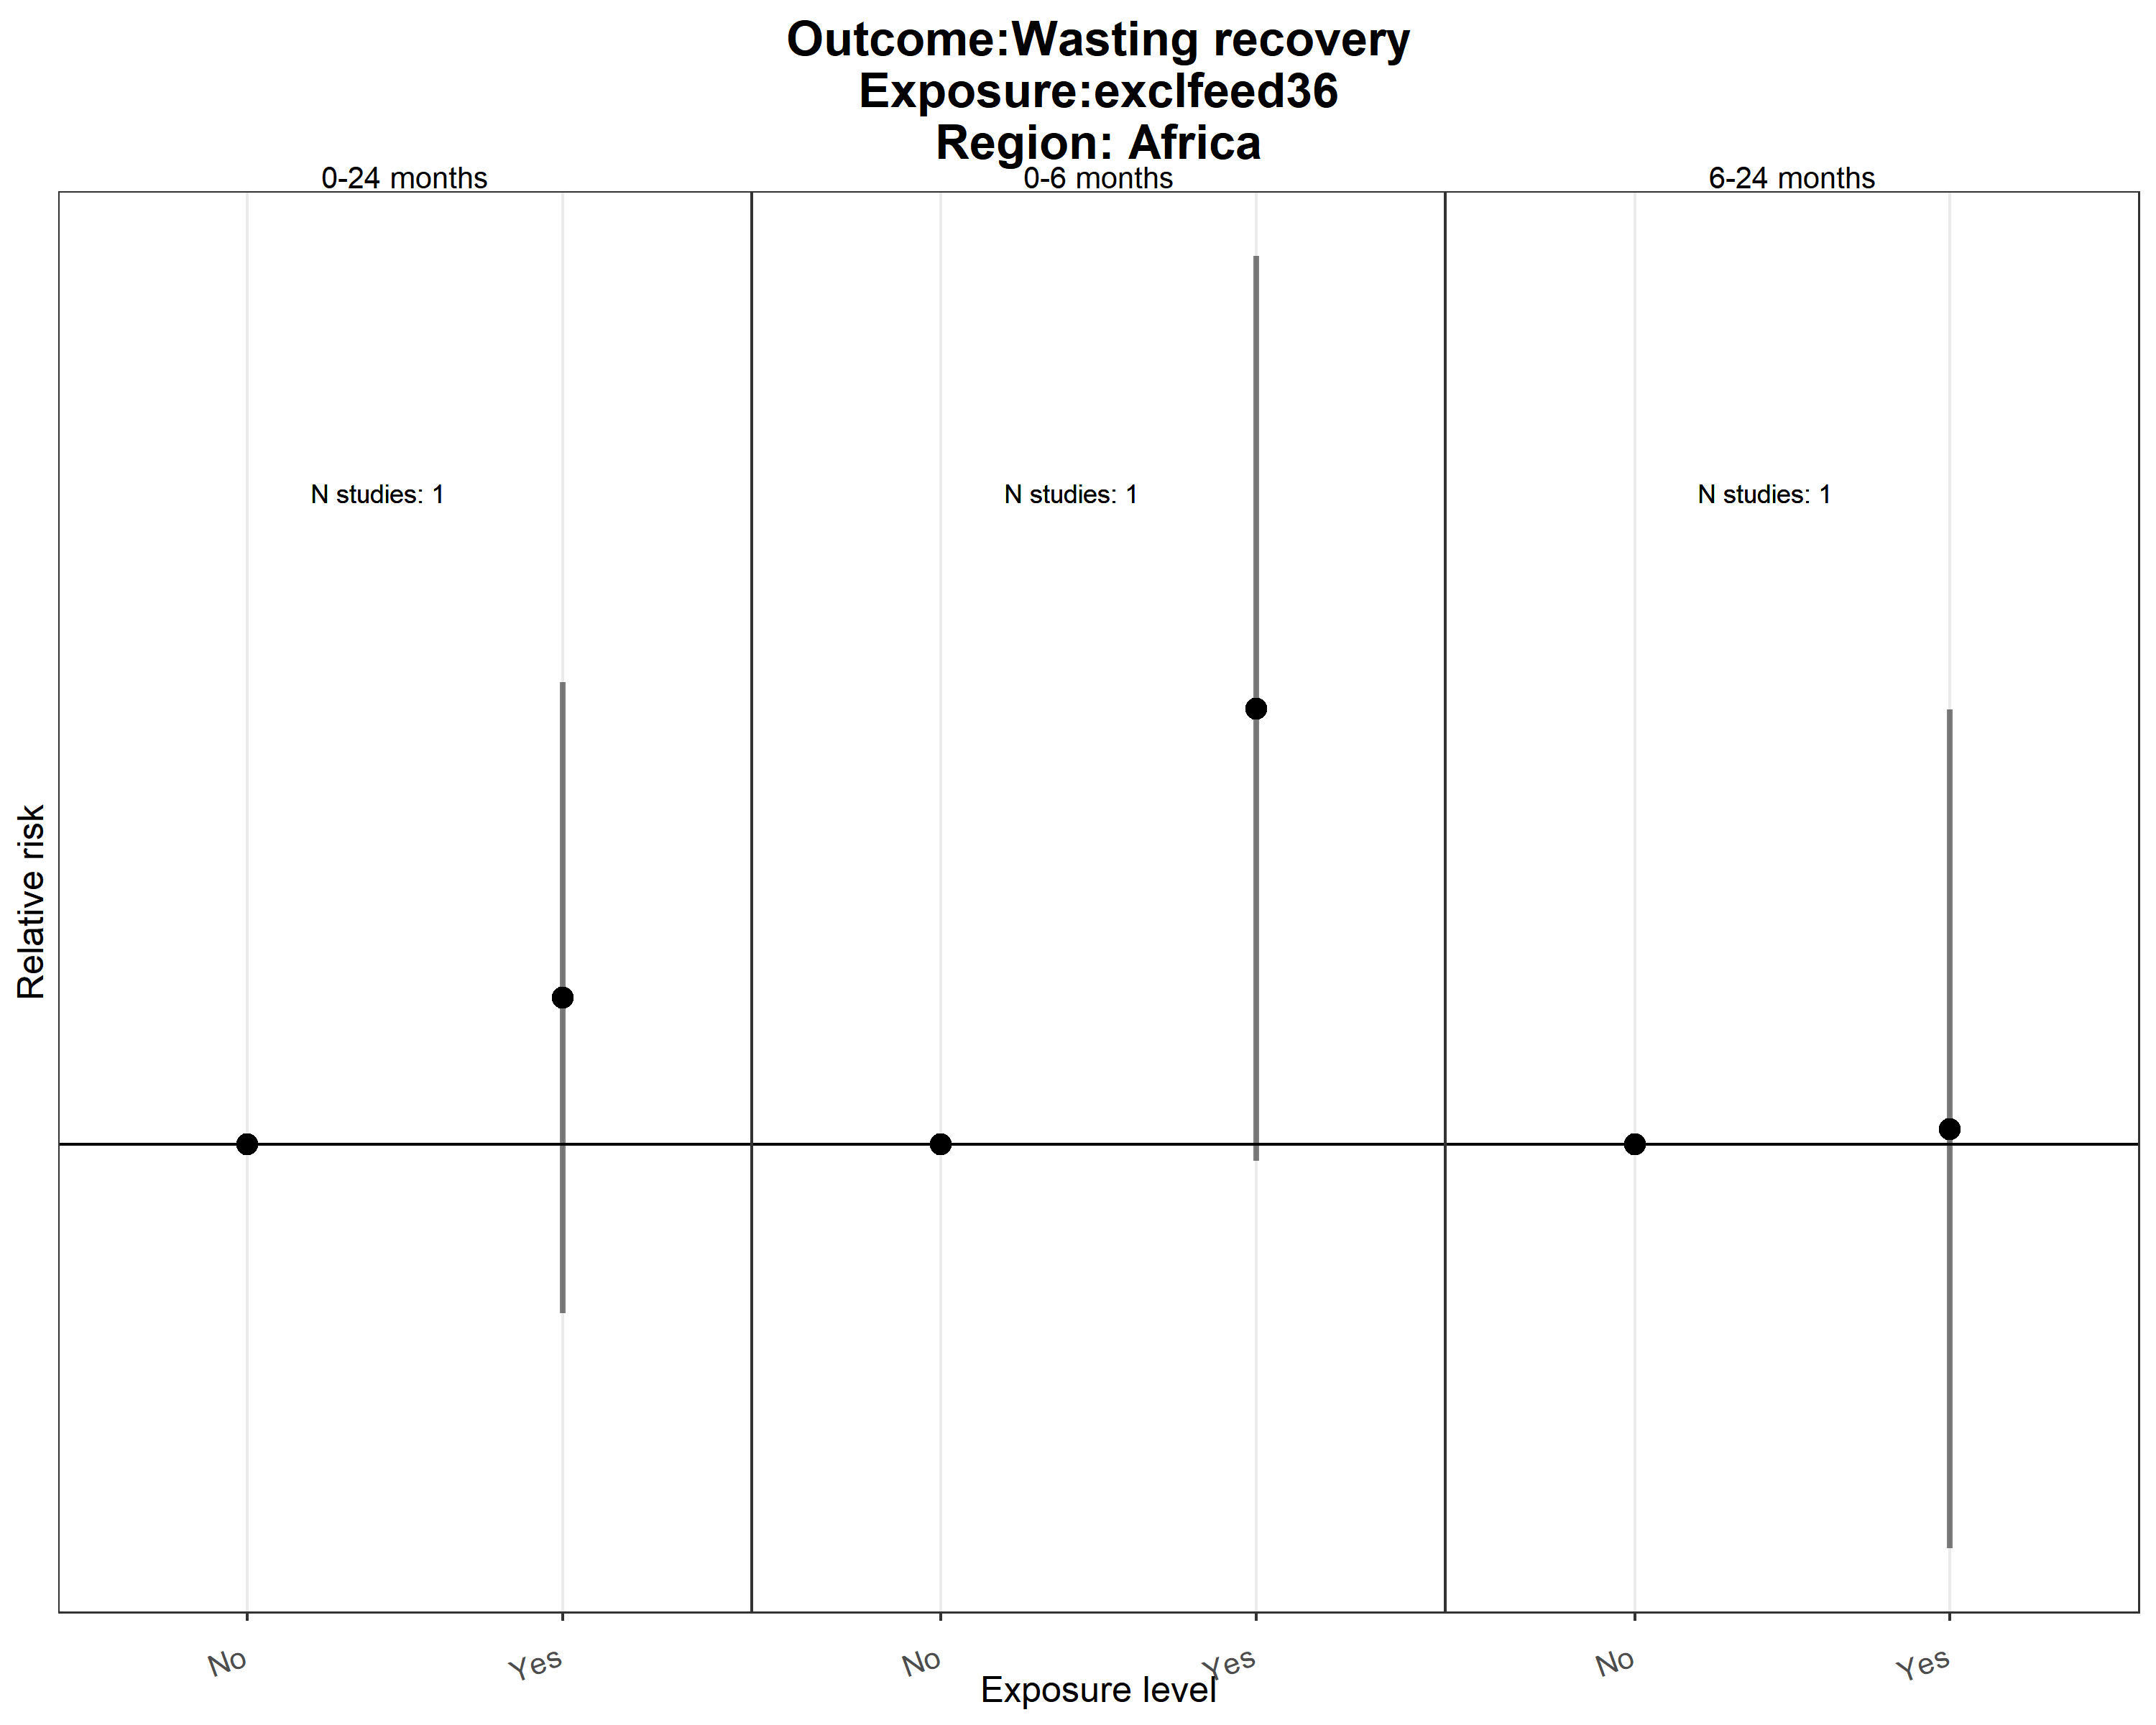 Outcome:Wasting recovery
Exposure:exclfeed36
Region: Africa
0-24 months
0-6 months
6-24 months
N studies: 1
N studies: 1
N studies: 1
Relative risk
No
Yes
No
Yes
No
Yes
Exposure level